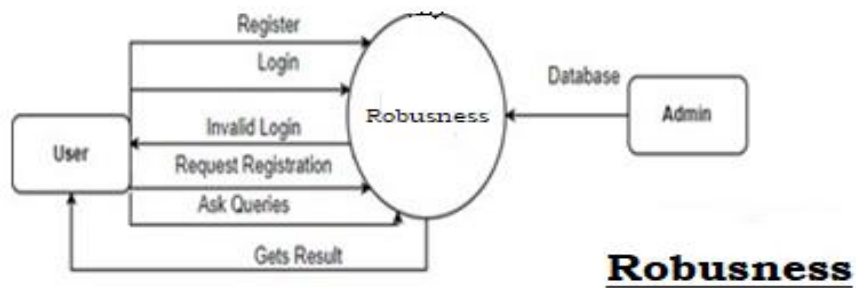 Register
Login
Database
Robusness
Admin
Invalid Login
User
Request Registration
Ask Queries
Gets Result
Robusness